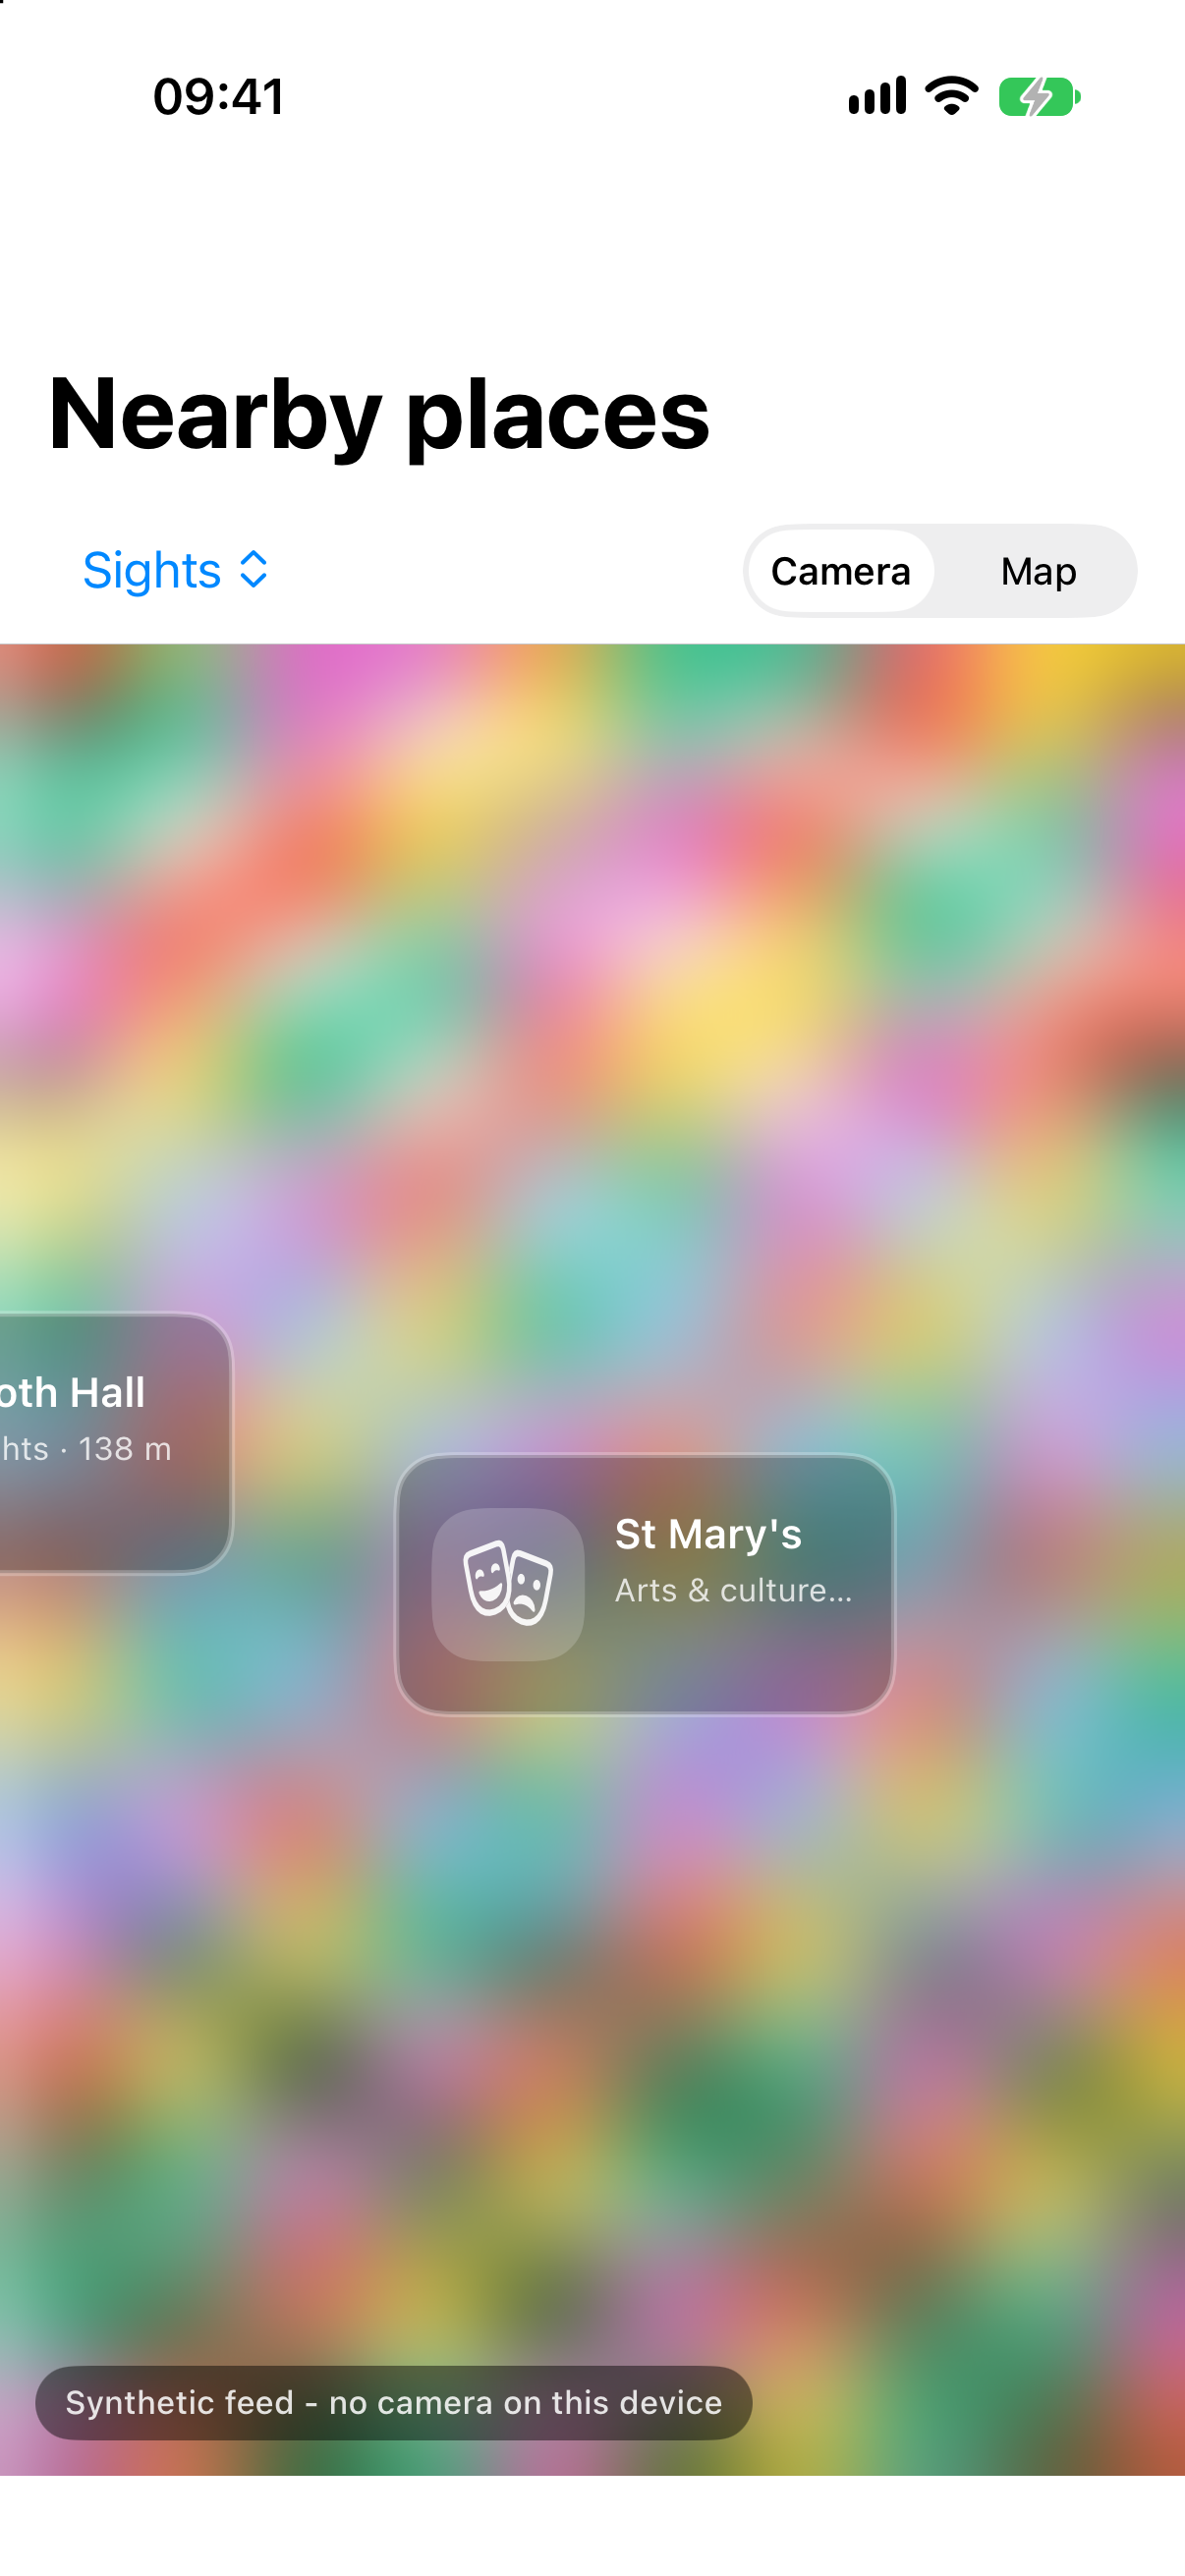 09:41
Nearby places
Sights
Camera
Map
oth Hall
hts · 138 m
St Mary's
Arts & culture...
Synthetic feed - no camera on this device